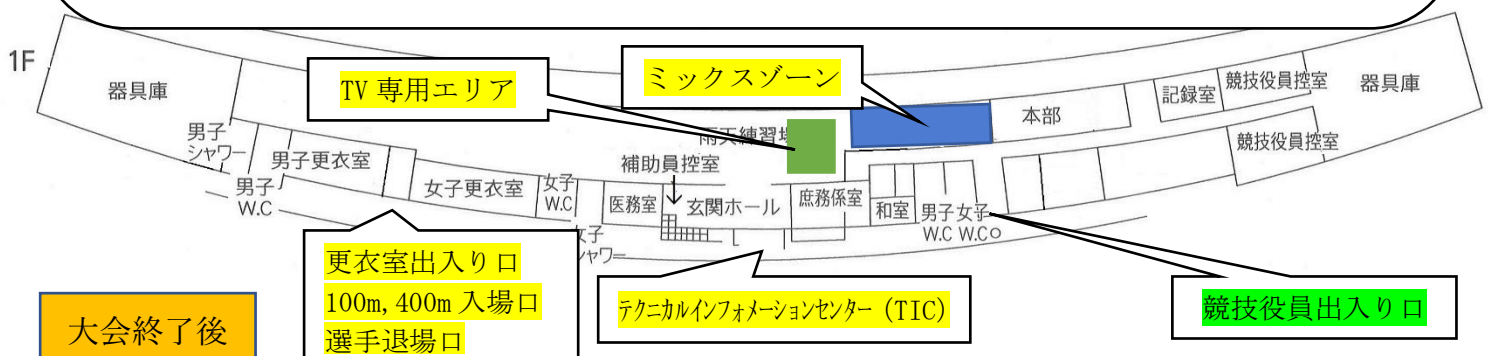 1F
器具庫
TV 専用エリア
ミックスゾーン
本部
記録室
競技役員控室
器具庫
男子
シャワー
男子更衣室
男子
W.C
女子更衣室
女子
W.C
雨天練習場
補助員控室
医務室
玄関ホール
庶務係室
和室
男子
W.C
女子
W.C
競技役員控室
女子
シャワー
更衣室出入り口
100m,400m 入場口
選手退場口
テクニカルインフォメーションセンター（TIC）
競技役員出入り口
大会終了後